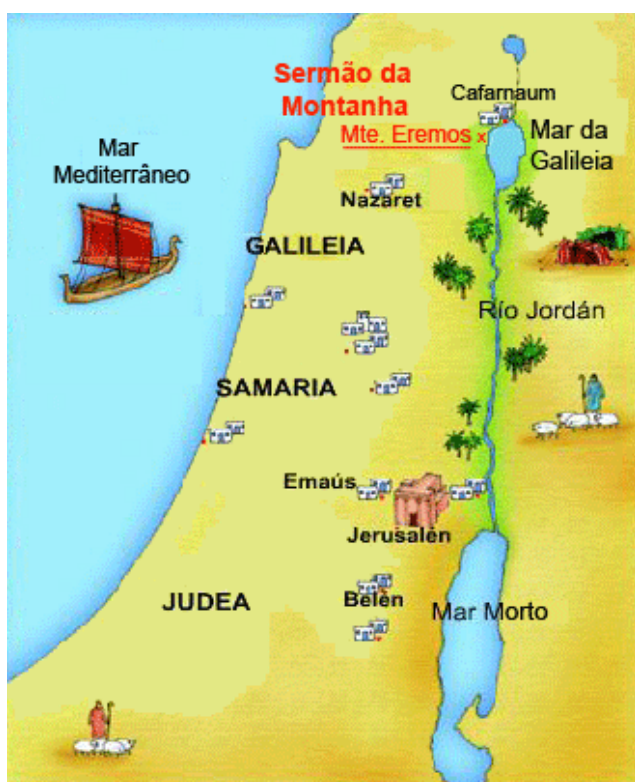 Sermão da
Montanha
Cafarnaum
Mte. Eremos x
Mar da
Galileia
Mar
Mediterrâneo
Nazaret
GALILEIA
Río Jordán
SAMARIA
Emaús
Jerusalén
JUDEA
Belén
Mar Morto